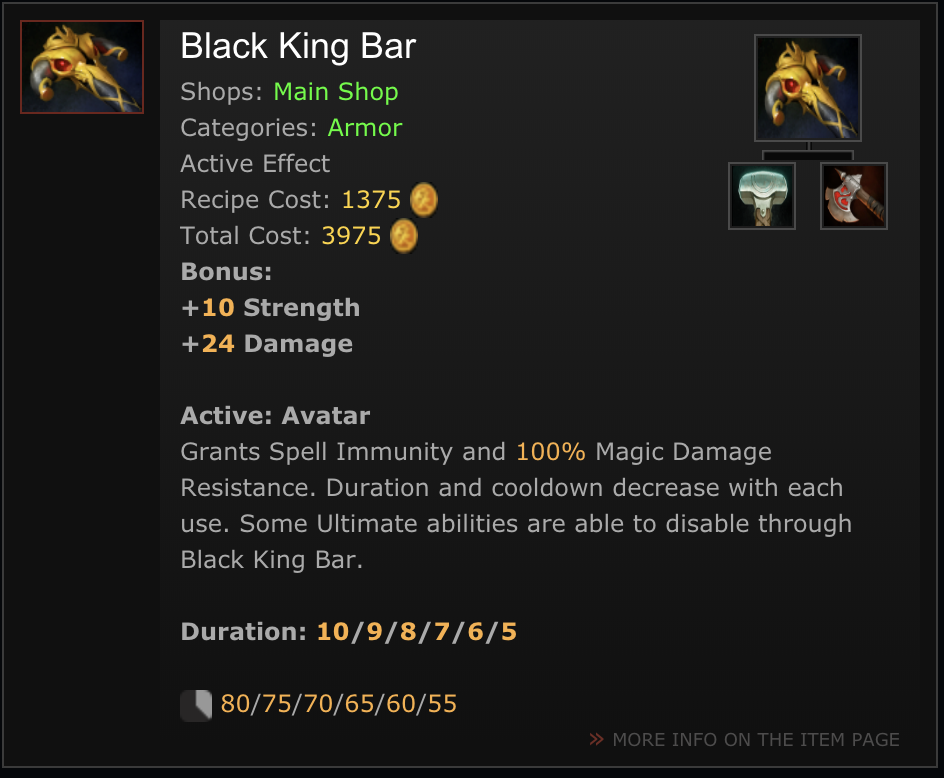 Black King Bar
Shops: Main Shop
Categories: Armor
Active Effect
Recipe Cost: 1375
Total Cost: 3975
Bonus:
+10 Strength
+24 Damage
Active: Avatar
Grants Spell Immunity and 100% Magic Damage
Resistance. Duration and cooldown decrease with each
use. Some Ultimate abilities are able to disable through
Black King Bar.
Duration: 10/9/8/7/6/5
80/75/70/65/60/55
» MORE INFO ON THE ITEM PAGE